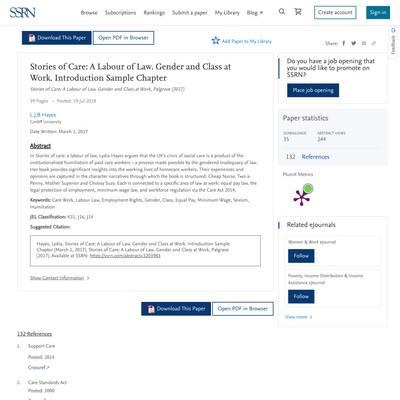 SSRN
Browse Subscriptions Rankings Submit a paper My Library Blog
Create account Sign in
Download This Paper Open PDF in Browser
Add Paper to My Library
Share:
Feedback
Stories of Care: A Labour of Law. Gender and Class at
Work. Introduction Sample Chapter
Stories of Care: A Labour of Law. Gender and Class at Work, Palgrave (2017)
39 Pages • Posted: 19 Jul 2018
L.J.B Hayes
Cardiff University
Date Written: March 1, 2017
Abstract
In Stories of care: a labour of law, Lydia Hayes argues that the UK's crisis of social care is a product of the
institutionalised humiliation of paid care workers – a process made possible by the gendered inadequacy of law.
Her book provides significant insights into the working lives of homecare workers. Their experiences and
opinions are captured in the character narratives through which the book is structured: Cheap Nurse, Two-a-
Penny, Mother Superior and Choosy Suzy. Each is connected to a specific area of law at work: equal pay law, the
legal protection of employment, minimum wage law and workforce regulation via the Care Act 2014.
Keywords: Care Work, Labour Law, Employment Rights, Gender, Class, Equal Pay, Minimum Wage, Sexism,
Humiliation
JEL Classification: K31, J16, J14
Suggested Citation:
Hayes, Lydia, Stories of Care: A Labour of Law. Gender and Class at Work. Introduction Sample
Chapter (March 1, 2017). Stories of Care: A Labour of Law. Gender and Class at Work, Palgrave
(2017), Available at SSRN: https://ssrn.com/abstract=3203983
Show Contact Information
Download This Paper Open PDF in Browser
132 References
1. Support Care
Posted: 2014
Crossref
2. Care Standards Act
Posted: 2000
Do you have a job opening that
you would like to promote on
SSRN?
Place job opening
Paper statistics
DOWNLOADS ABSTRACT VIEWS
35 244
132 References
PlumX Metrics
Related eJournals
Women & Work eJournal
Follow
Poverty, Income Distribution & Income
Assistance eJournal
Follow
View more